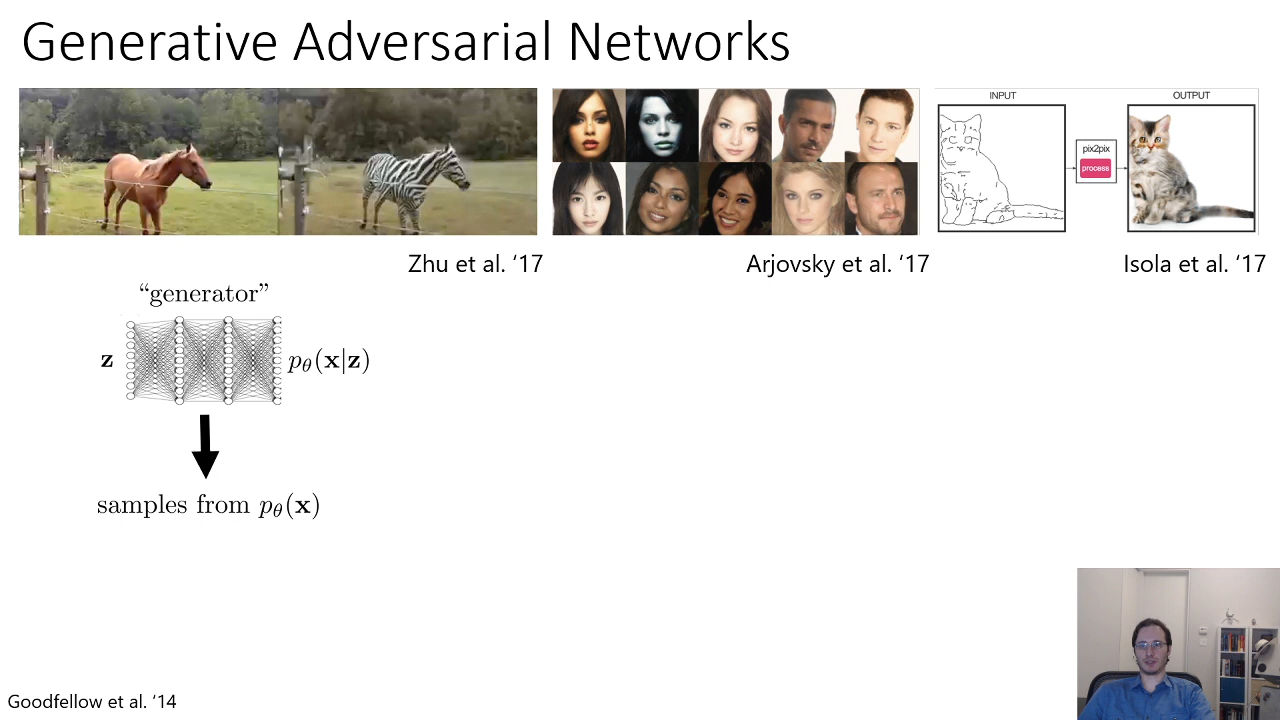 Generative Adversarial Networks
INPUT
OUTPUT
pix2pix
process
Zhu et al. ‘17
Arjovsky et al. ‘17
Isola et al. ‘17
“generator”
z
pθ(x|z)
samples from pθ(x)
Goodfellow et al. ‘14